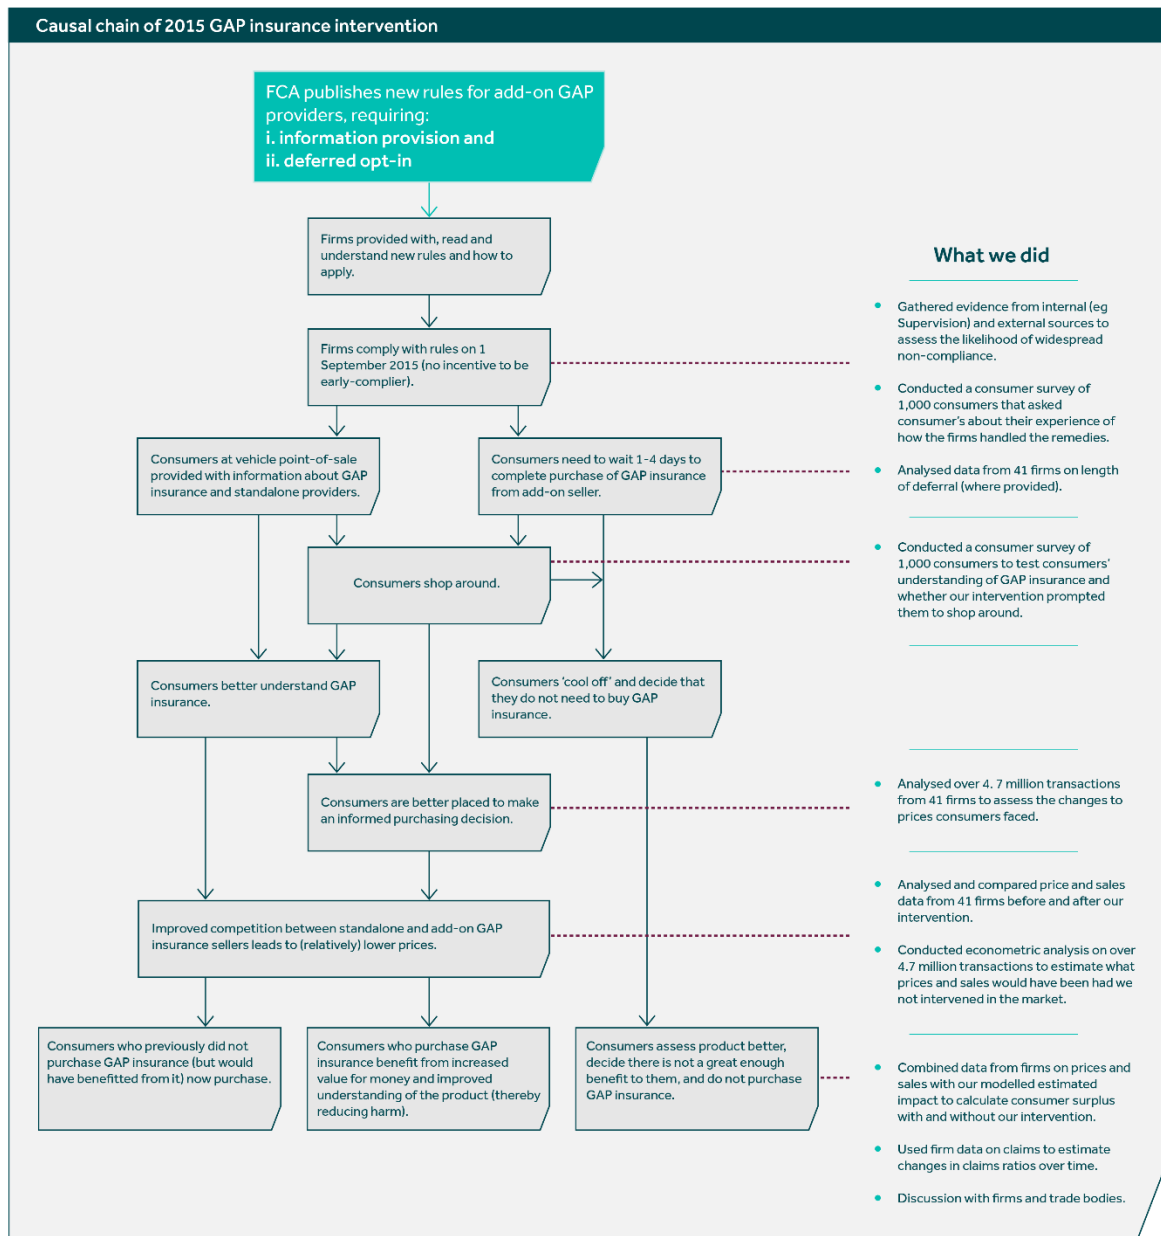 Causal chain of 2015 GAP insurance intervention
FCA publishes new rules for add-on GAP
providers, requiring:
i. information provision and
ii. deferred opt-in
Firms provided with, read and
understand new rules and how to
apply.
Firms comply with rules on 1
September 2015 (no incentive to be
early-complier).
Consumers at vehicle point-of-sale
provided with information about GAP
insurance and standalone providers.
Consumers need to wait 1-4 days to
complete purchase of GAP insurance
from add-on seller.
Consumers shop around.
Consumers better understand GAP
insurance.
Consumers ‘cool off’ and decide that
they do not need to buy GAP
insurance.
Consumers are better placed to make
an informed purchasing decision.
Improved competition between standalone and add-on GAP
insurance sellers leads to (relatively) lower prices.
Consumers who previously did not
purchase GAP insurance (but would
have benefitted from it) now purchase.
Consumers who purchase GAP
insurance benefit from increased
value for money and improved
understanding of the product (thereby
reducing harm).
Consumers assess product better,
decide there is not a great enough
benefit to them, and do not purchase
GAP insurance.
What we did
• Gathered evidence from internal (eg
Supervision) and external sources to
assess the likelihood of widespread
non-compliance.
• Conducted a consumer survey of
1,000 consumers that asked
consumer’s about their experience of
how the firms handled the remedies.
• Analysed data from 41 firms on length
of deferral (where provided).
• Conducted a consumer survey of
1,000 consumers to test consumers’
understanding of GAP insurance and
whether our intervention prompted
them to shop around.
• Analysed over 4. 7 million transactions
from 41 firms to assess the changes to
prices consumers faced.
• Analysed and compared price and sales
data from 41 firms before and after our
intervention.
• Conducted econometric analysis on over
4.7 million transactions to estimate what
prices and sales would have been had we
not intervened in the market.
• Combined data from firms on prices and
sales with our modelled estimated
impact to calculate consumer surplus
with and without our intervention.
• Used firm data on claims to estimate
changes in claims ratios over time.
• Discussion with firms and trade bodies.